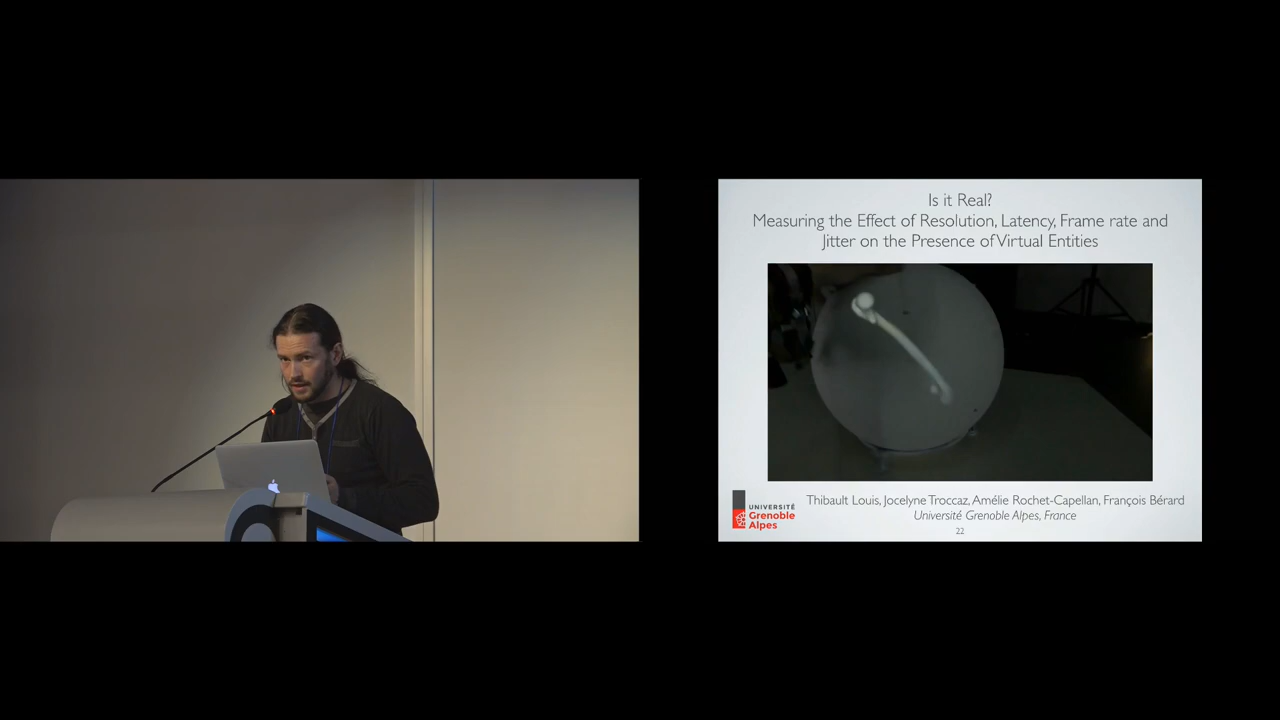 Is it Real?
Measuring the Effect of Resolution, Latency, Frame rate and
Jitter on the Presence of Virtual Entities
UNIVERSITÉ
Grenoble
Alpes
Thibault Louis, Jocelyne Troccaz, Amélie Rochet-Capellan, François Bérard
Université Grenoble Alpes, France
22